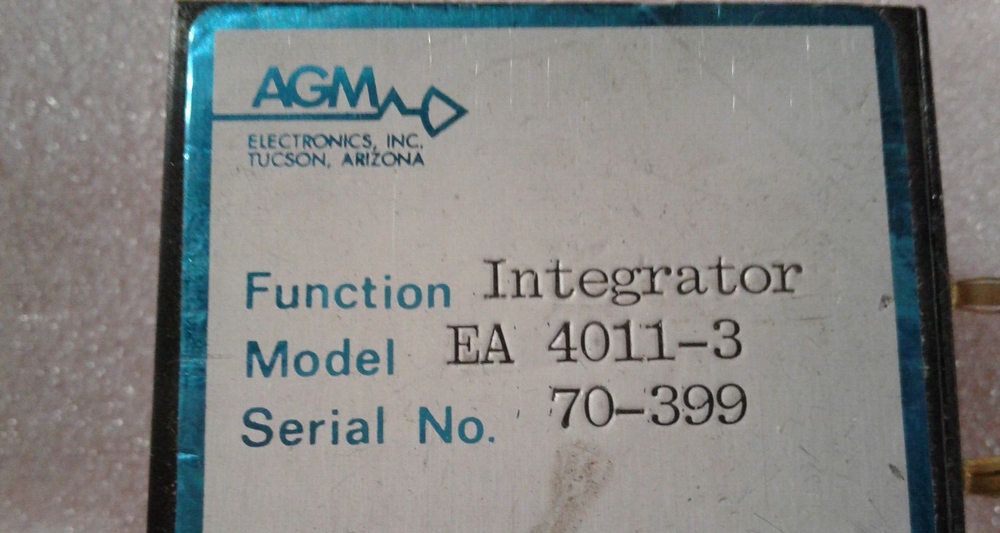 AGM
ELECTRONICS, INC.
TUCSON, ARIZONA
Function Integrator
Model EA 4011-3
Serial No. 70-399